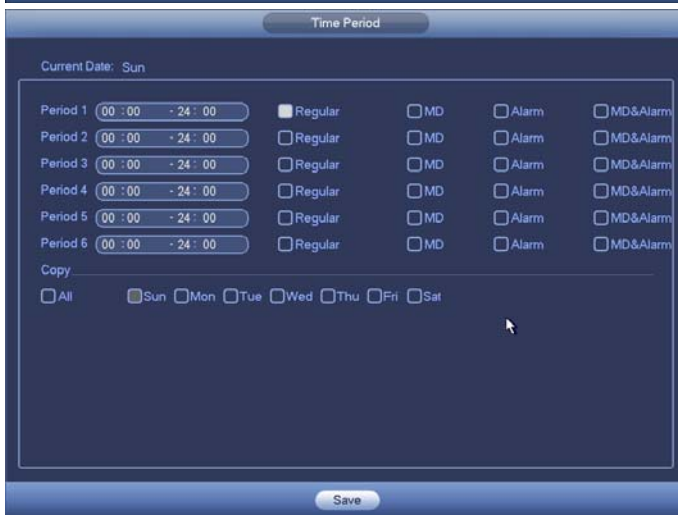 Time Period
Current Date: Sun
Period 1 00 :00 - 24 : 00 Regular MD Alarm MD&Alarm
Period 2 00 :00 - 24 : 00 Regular MD Alarm MD&Alarm
Period 3 00 :00 - 24 : 00 Regular MD Alarm MD&Alarm
Period 4 00 :00 - 24 : 00 Regular MD Alarm MD&Alarm
Period 5 00 :00 - 24 : 00 Regular MD Alarm MD&Alarm
Period 6 00 :00 - 24 : 00 Regular MD Alarm MD&Alarm
Copy
All Sun Mon Tue Wed Thu Fri Sat
Save